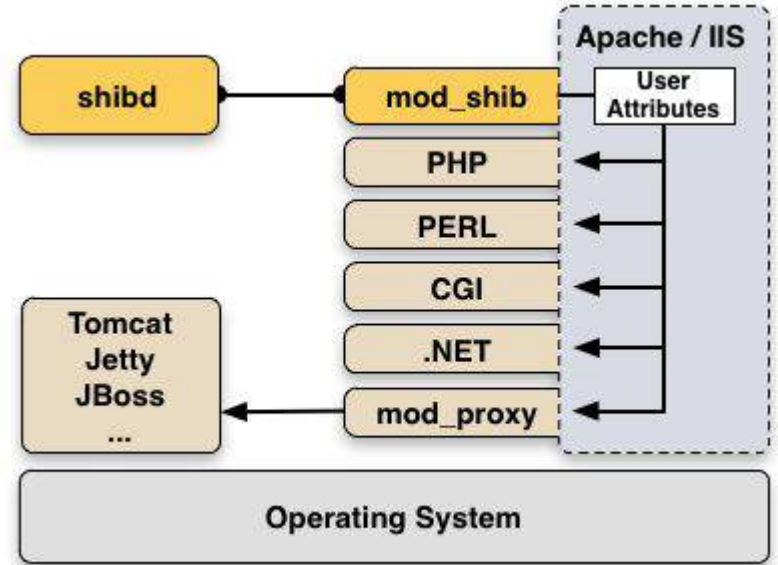 Apache / IIS
shibd
mod_shib
User
Attributes
PHP
PERL
CGI
.NET
mod_proxy
Tomcat
Jetty
JBoss
...
Operating System